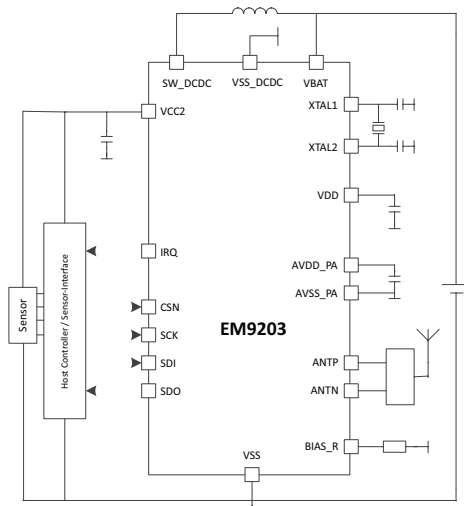 SW_DCDC
VSS_DCDC
VBAT
VCC2
XTAL1
XTAL2
VDD
IRQ
AVDD_PA
AVSS_PA
CSN
SCK
SDI
SDO
EM9203
ANTP
ANTN
BIAS_R
VSS
Sensor
Host Controller / Sensor-Interface